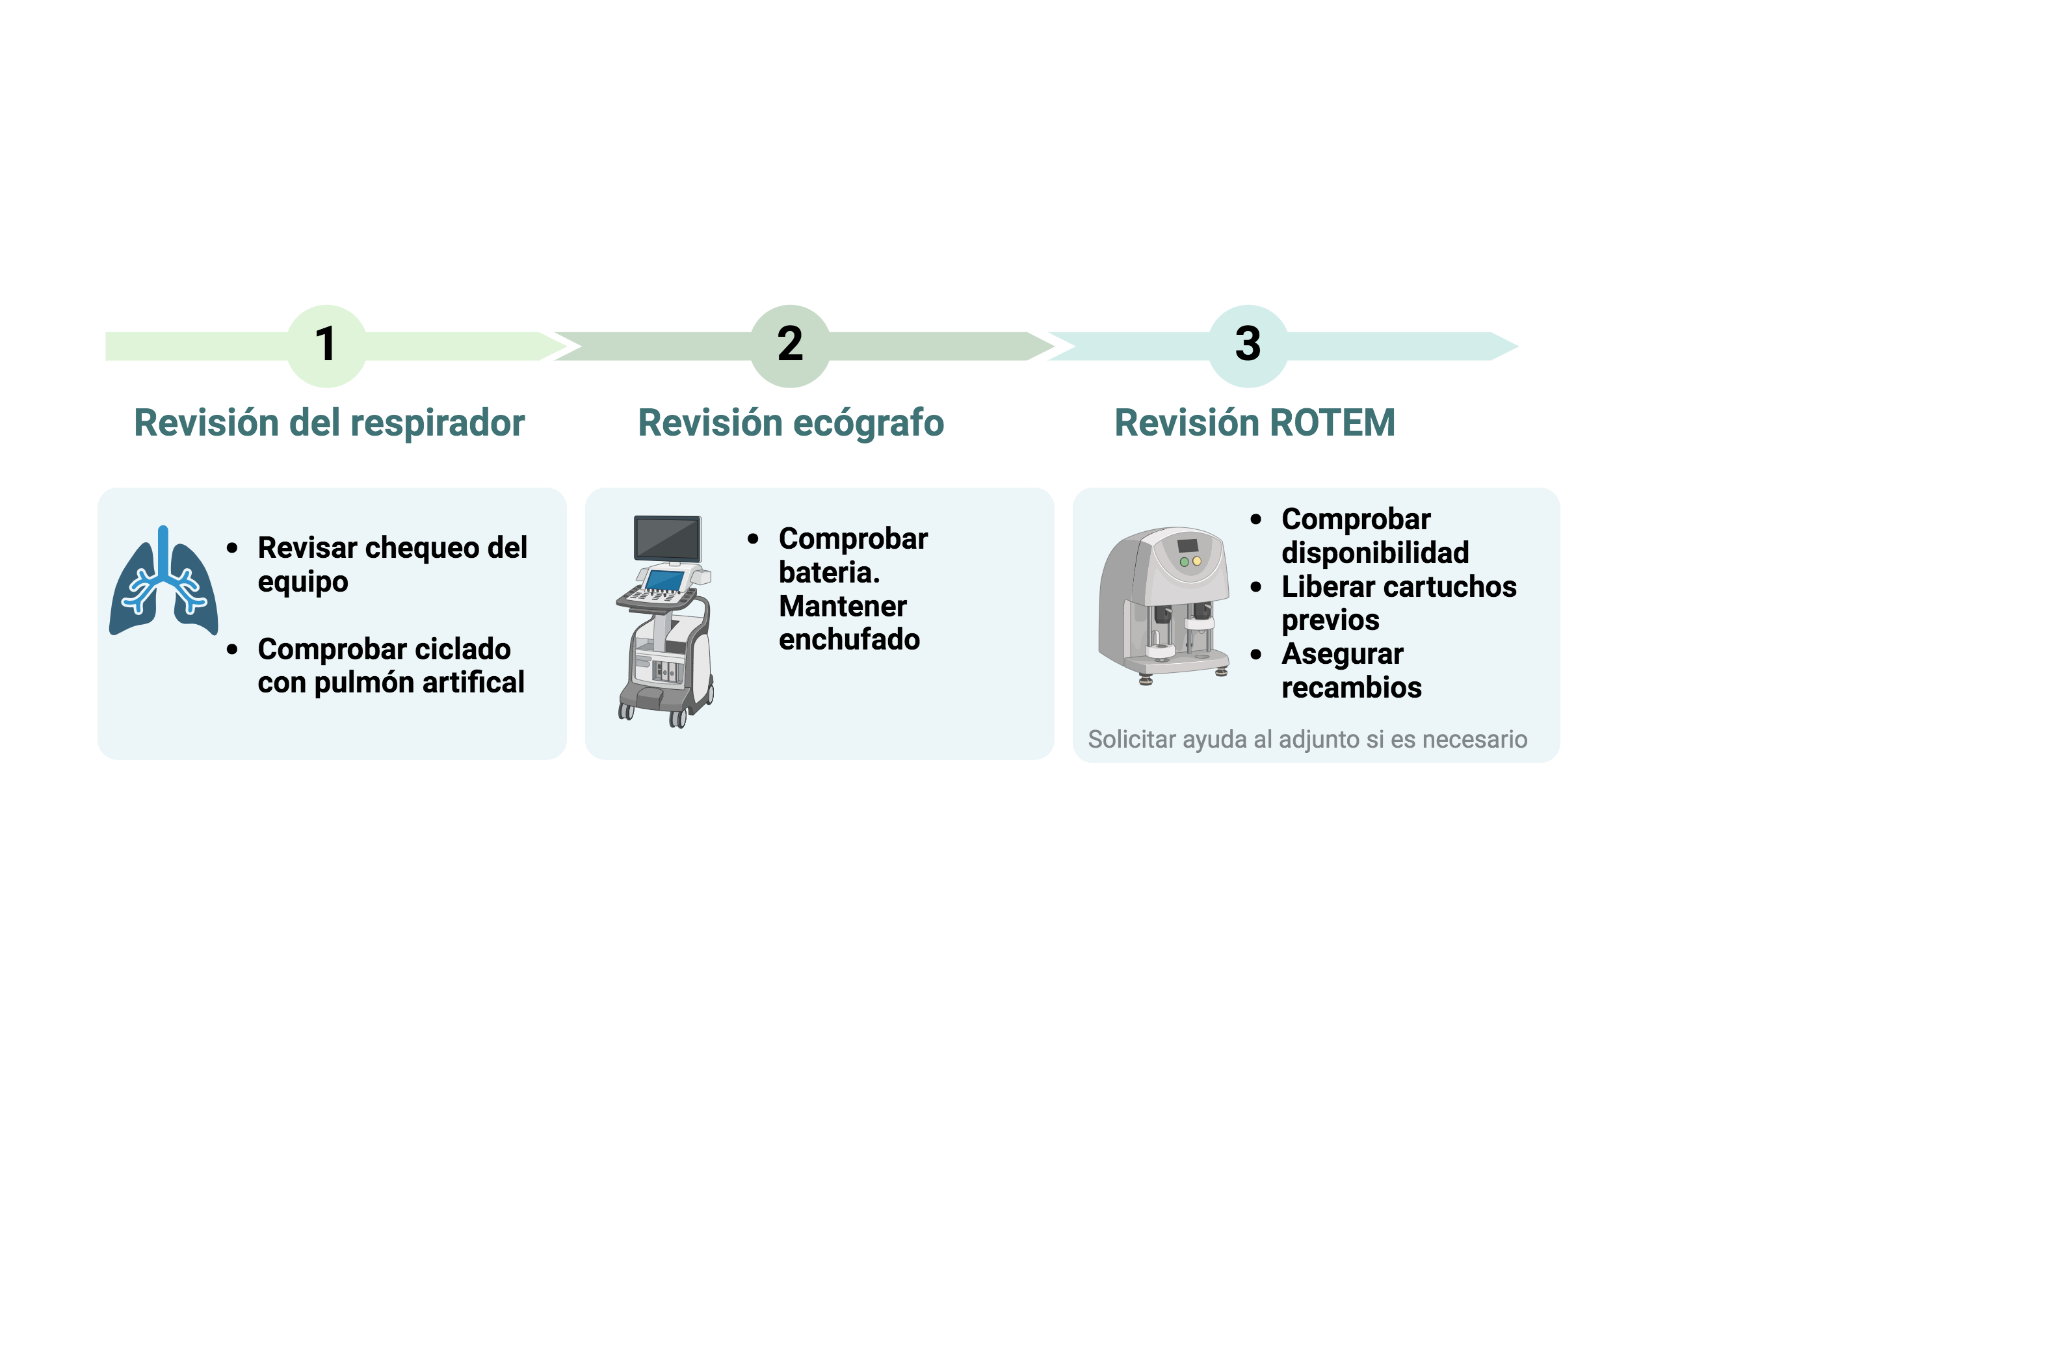 1
2
3
Revisión del respirador
Revisión ecógrafo
Revisión ROTEM
• Revisar chequeo del
equipo
• Comprobar ciclado
con pulmón artifical
• Comprobar
bateria.
Mantener
enchufado
• Comprobar
disponibilidad
• Liberar cartuchos
previos
• Asegurar
recambios
Solicitar ayuda al adjunto si es necesario